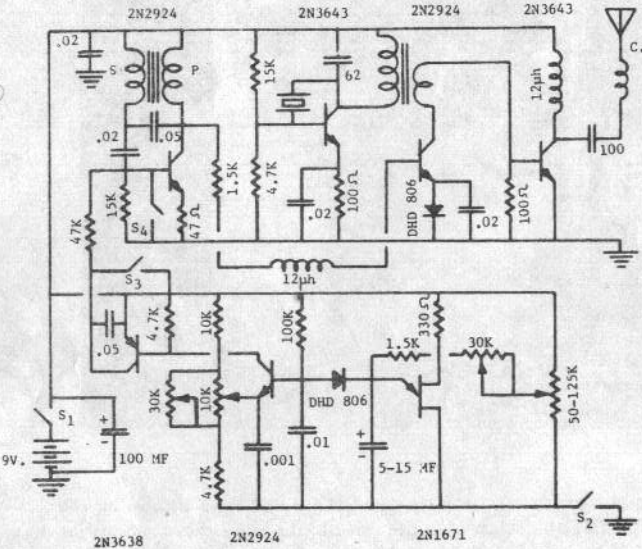 2N2924 2N3643 2N2924 2N3643
.02
S P
15K
62
12µh
C.
.02
.05
100
15K
1.5K
4.7K
DHD 806
47K
S4
47Ω
.02
100Ω
.02
100Ω
S3
12µh
4.7K
10K
100K
330Ω
.05
1.5K
30K
30K
10K
DHD 806
50-125K
S1
9V.
100 MF
.001
.01
5-15 MF
4.7K
S2
2N3638 2N2924 2N1671